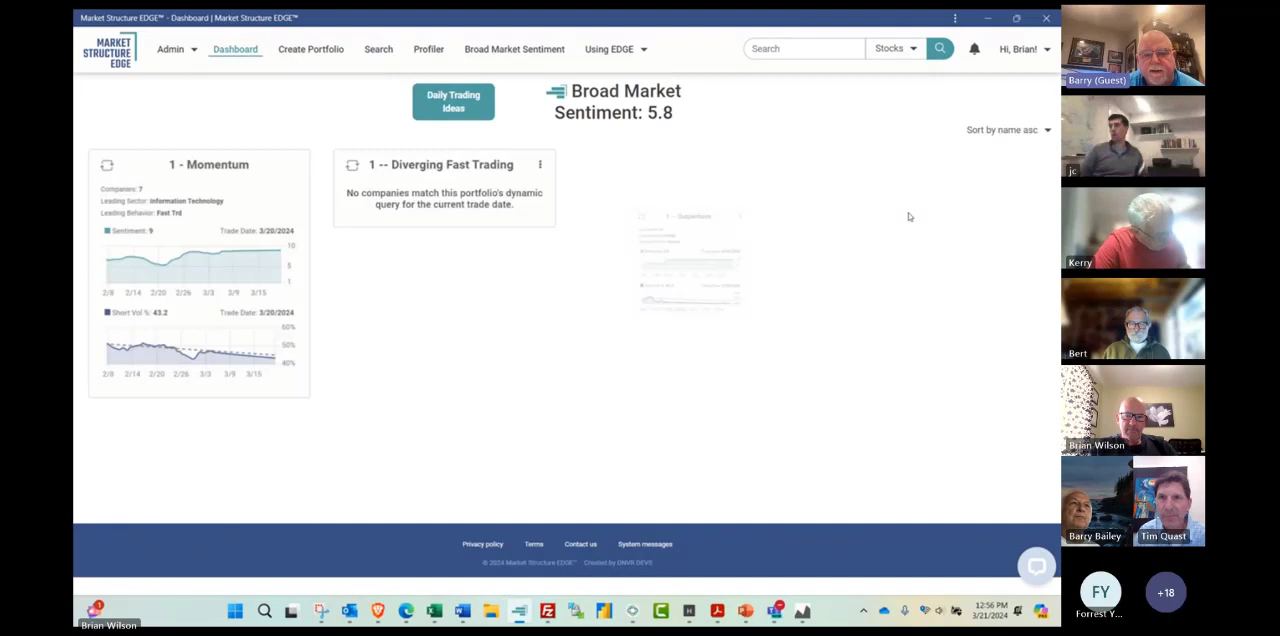 Market Structure EDGE™ - Dashboard | Market Structure EDGE™
MARKET
STRUCTURE
EDGE
Admin
Dashboard
Create Portfolio
Search
Profiler
Broad Market Sentiment
Using EDGE
Search
Stocks
Hi, Brian!
Daily Trading
Ideas
Broad Market
Sentiment: 5.8
Sort by name asc
1 - Momentum
Companies: 7
Leading Sector: Information Technology
Leading Behavior: Fast Trd
Sentiment: 9
Trade Date: 3/20/2024
10
5
1
2/8 2/14 2/20 2/26 3/3 3/9 3/15
Short Vol %: 43.2
Trade Date: 3/20/2024
60%
50%
40%
2/8 2/14 2/20 2/26 3/3 3/9 3/15
1 -- Diverging Fast Trading
No companies match this portfolio's dynamic
query for the current trade date.
Privacy policy
Terms
Contact us
System messages
© 2024 Market Structure EDGE™ Created by DNVR DEVS
12:56 PM
3/21/2024
Brian Wilson
Barry (Guest)
jc
Kerry
Bert
Brian Wilson
Barry Bailey
Tim Quast
FY
Forrest Y...
+18